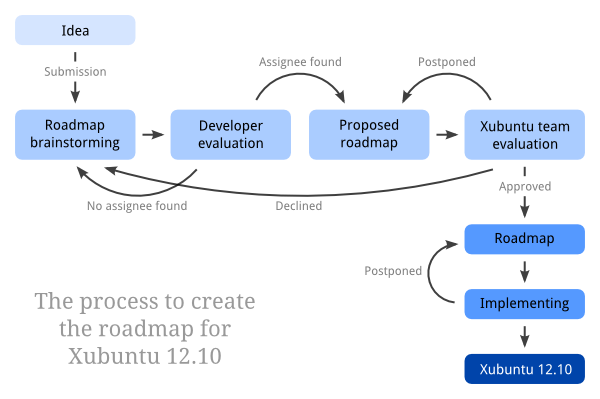 Idea
Submission
Assignee found
Postponed
Roadmap
brainstorming
Developer
evaluation
Proposed
roadmap
Xubuntu team
evaluation
No assignee found
Declined
Approved
Roadmap
Postponed
Implementing
Xubuntu 12.10
The process to create
the roadmap for
Xubuntu 12.10